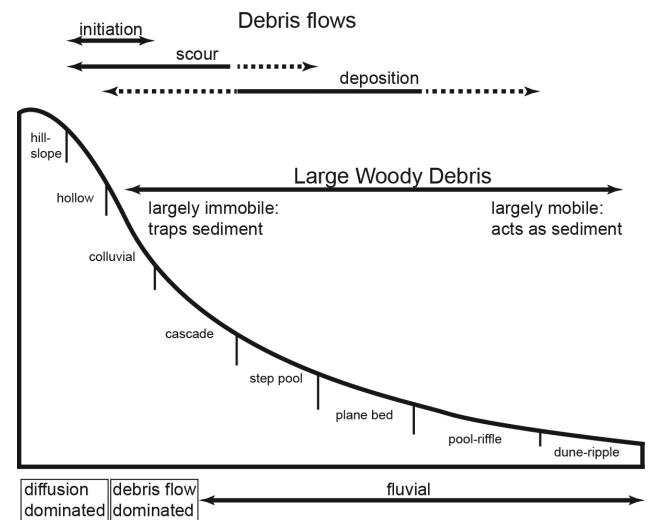 Debris flows
initiation
scour
deposition
hill-
slope
hollow
Large Woody Debris
largely immobile:
traps sediment
largely mobile:
acts as sediment
colluvial
cascade
step pool
plane bed
pool-riffle
dune-ripple
diffusion
dominated
debris flow
dominated
fluvial